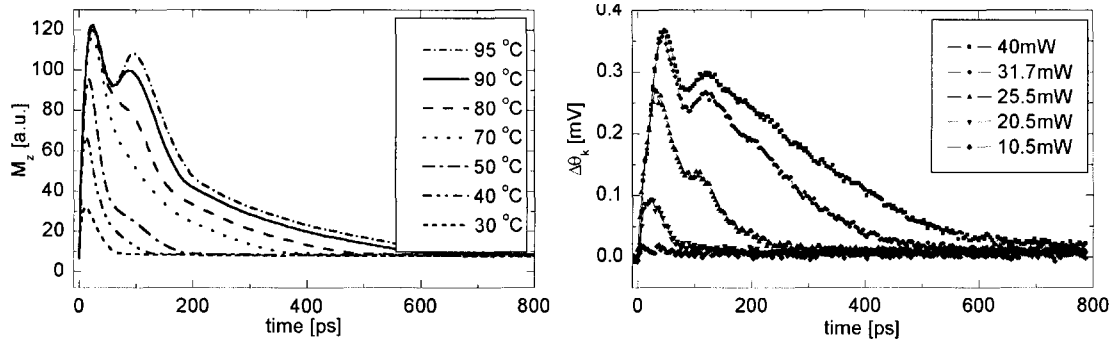 120
100
80
60
40
20
0
M_z [a.u.]
95 °C
90 °C
80 °C
70 °C
50 °C
40 °C
30 °C
0 200 400 600 800
time [ps]
0.4
0.3
0.2
0.1
0.0
Δθ_k [mV]
40mW
31.7mW
25.5mW
20.5mW
10.5mW
0 200 400 600 800
time [ps]